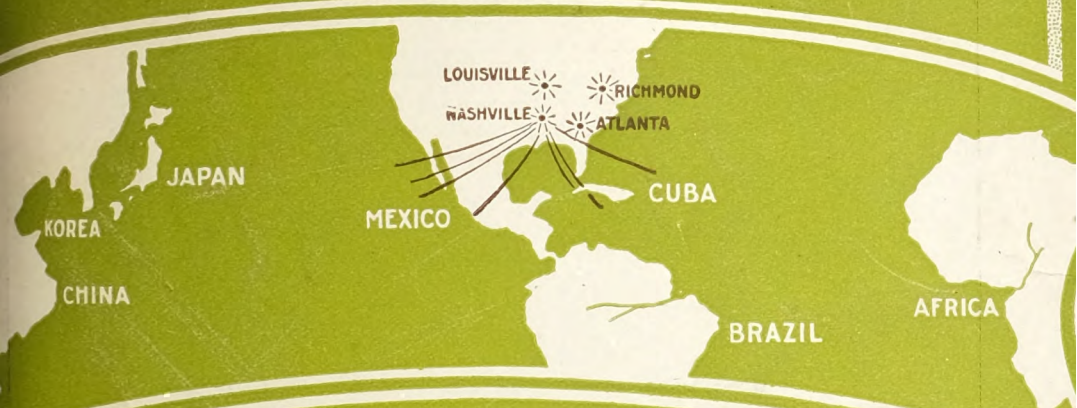 LOUISVILLE
RICHMOND
NASHVILLE
ATLANTA
JAPAN
CUBA
MEXICO
KOREA
CHINA
AFRICA
BRAZIL